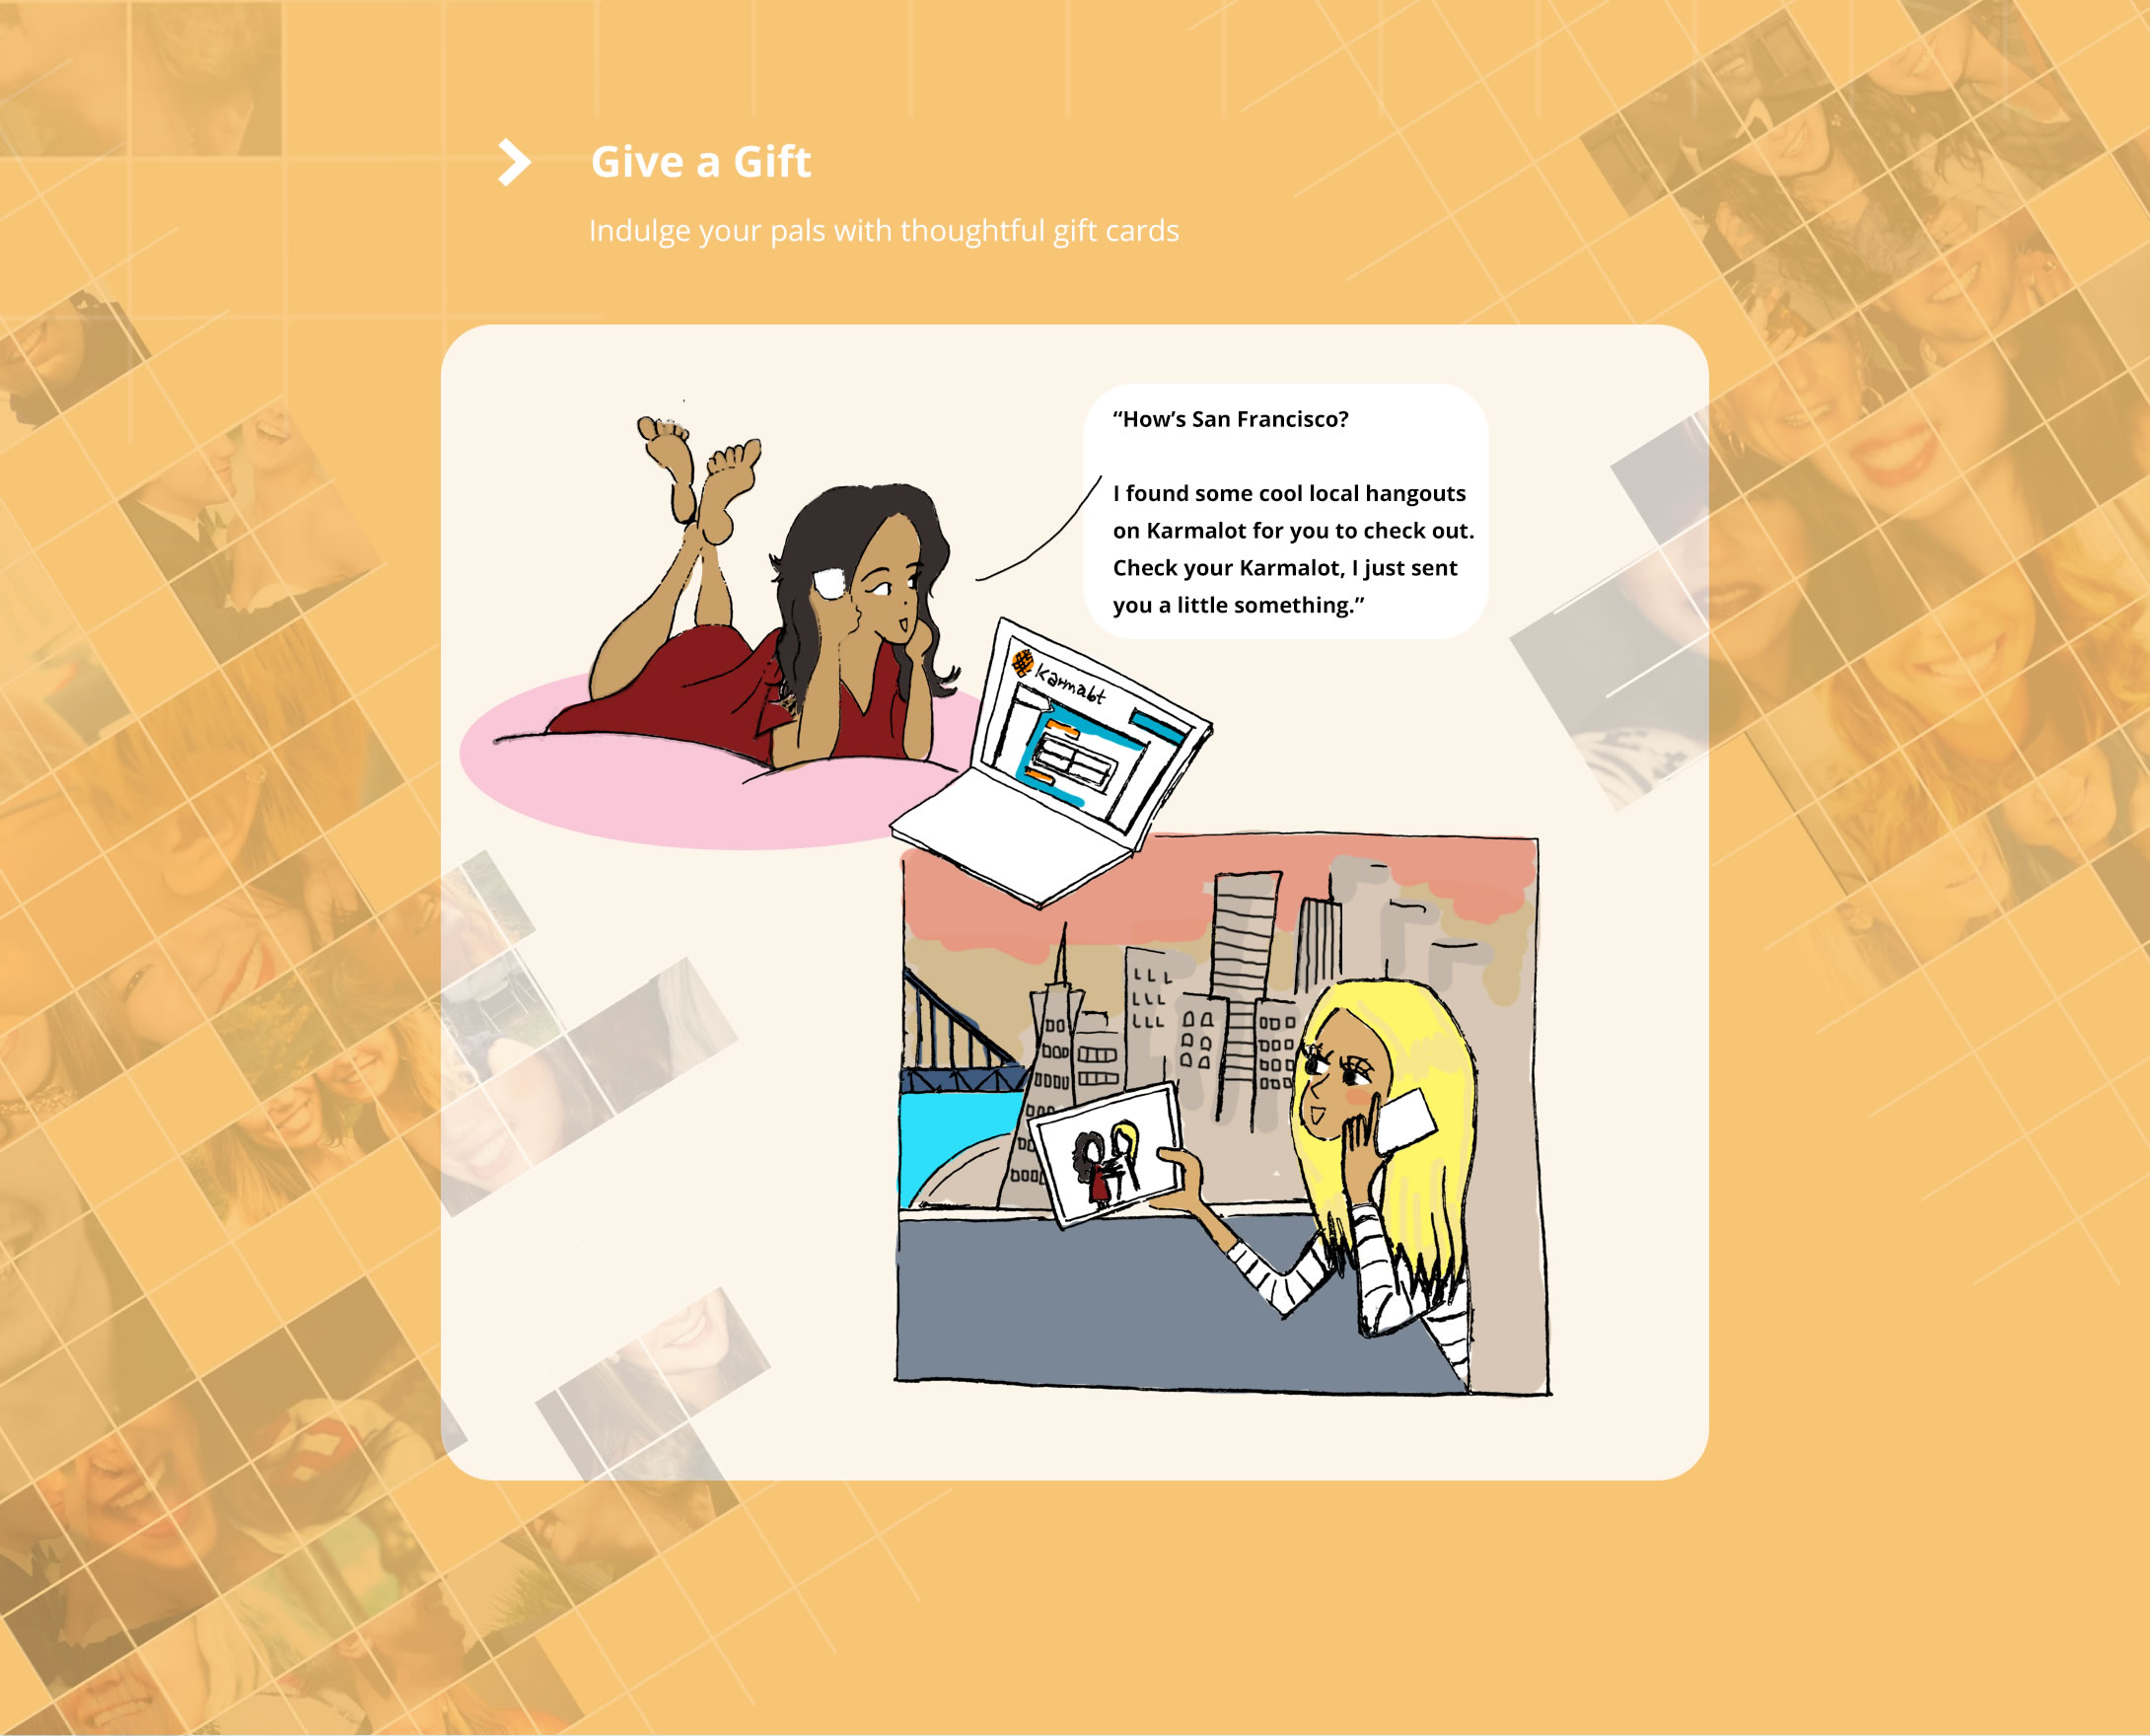 Give a Gift
Indulge your pals with thoughtful gift cards
“How’s San Francisco?
I found some cool local hangouts
on Karmalot for you to check out.
Check your Karmalot, I just sent
you a little something.”
Karmalot